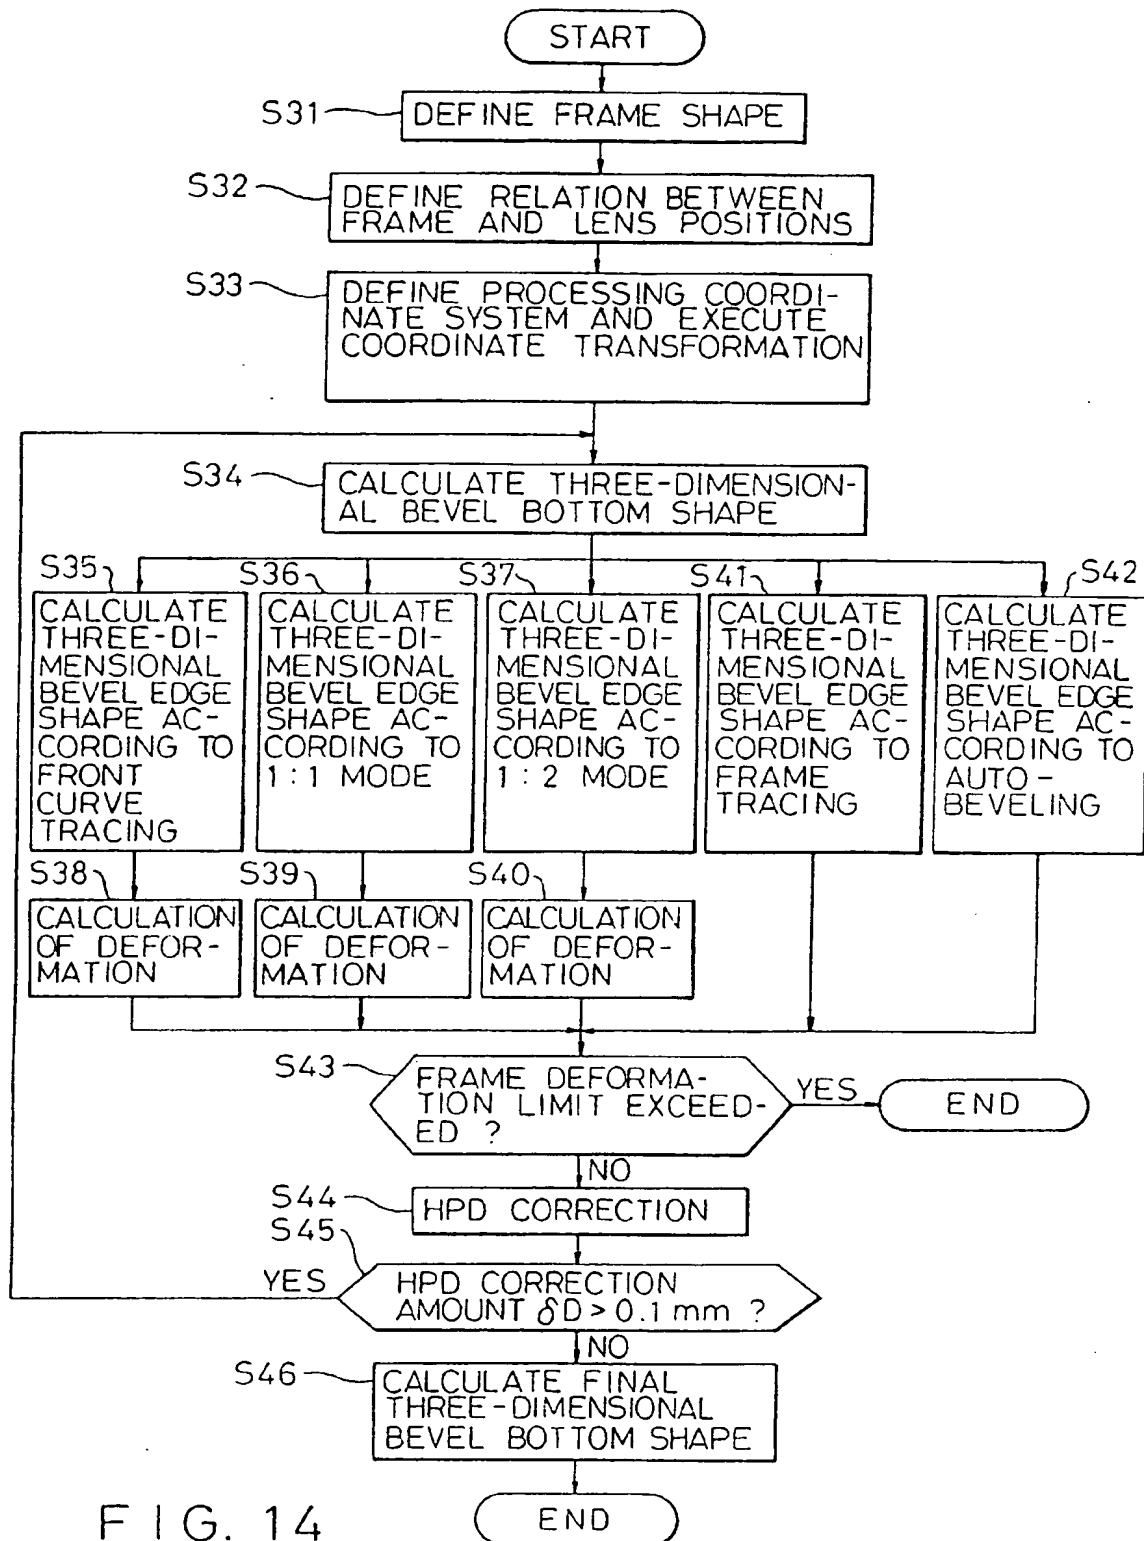 START
S31
DEFINE FRAME SHAPE
S32
DEFINE RELATION BETWEEN
FRAME AND LENS POSITIONS
S33
DEFINE PROCESSING COORDI-
NATE SYSTEM AND EXECUTE
COORDINATE TRANSFORMATION
S34
CALCULATE THREE-DIMENSION-
AL BEVEL BOTTOM SHAPE
S35
CALCULATE
THREE-DI-
MENSIONAL
BEVEL EDGE
SHAPE AC-
CORDING TO
FRONT
CURVE
TRACING
S36
CALCULATE
THREE-DI-
MENSIONAL
BEVEL EDGE
SHAPE AC-
CORDING TO
1:1 MODE
S37
CALCULATE
THREE-DI-
MENSIONAL
BEVEL EDGE
SHAPE AC-
CORDING TO
1:2 MODE
S41
CALCULATE
THREE-DI-
MENSIONAL
BEVEL EDGE
SHAPE AC-
CORDING TO
FRAME
TRACING
S42
CALCULATE
THREE-DI-
MENSIONAL
BEVEL EDGE
SHAPE AC-
CORDING TO
AUTO-
BEVELING
S38
CALCULATION
OF DEFOR-
MATION
S39
CALCULATION
OF DEFOR-
MATION
S40
CALCULATION
OF DEFOR-
MATION
S43
FRAME DEFORMA-
TION LIMIT EXCEED-
ED ?
YES
END
NO
S44
HPD CORRECTION
S45
YES
HPD CORRECTION
AMOUNT δD > 0.1 mm ?
NO
S46
CALCULATE FINAL
THREE-DIMENSIONAL
BEVEL BOTTOM SHAPE
END
FIG. 14